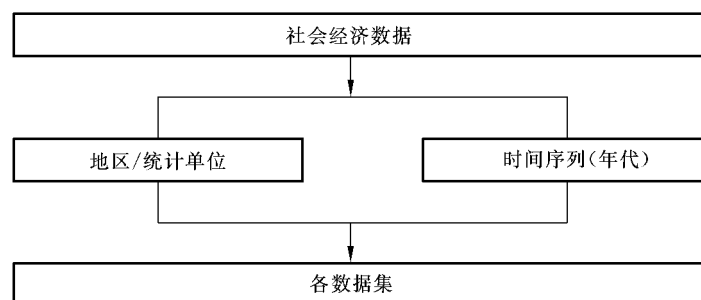 社会经济数据
地区/统计单位
时间序列(年代)
各数据集